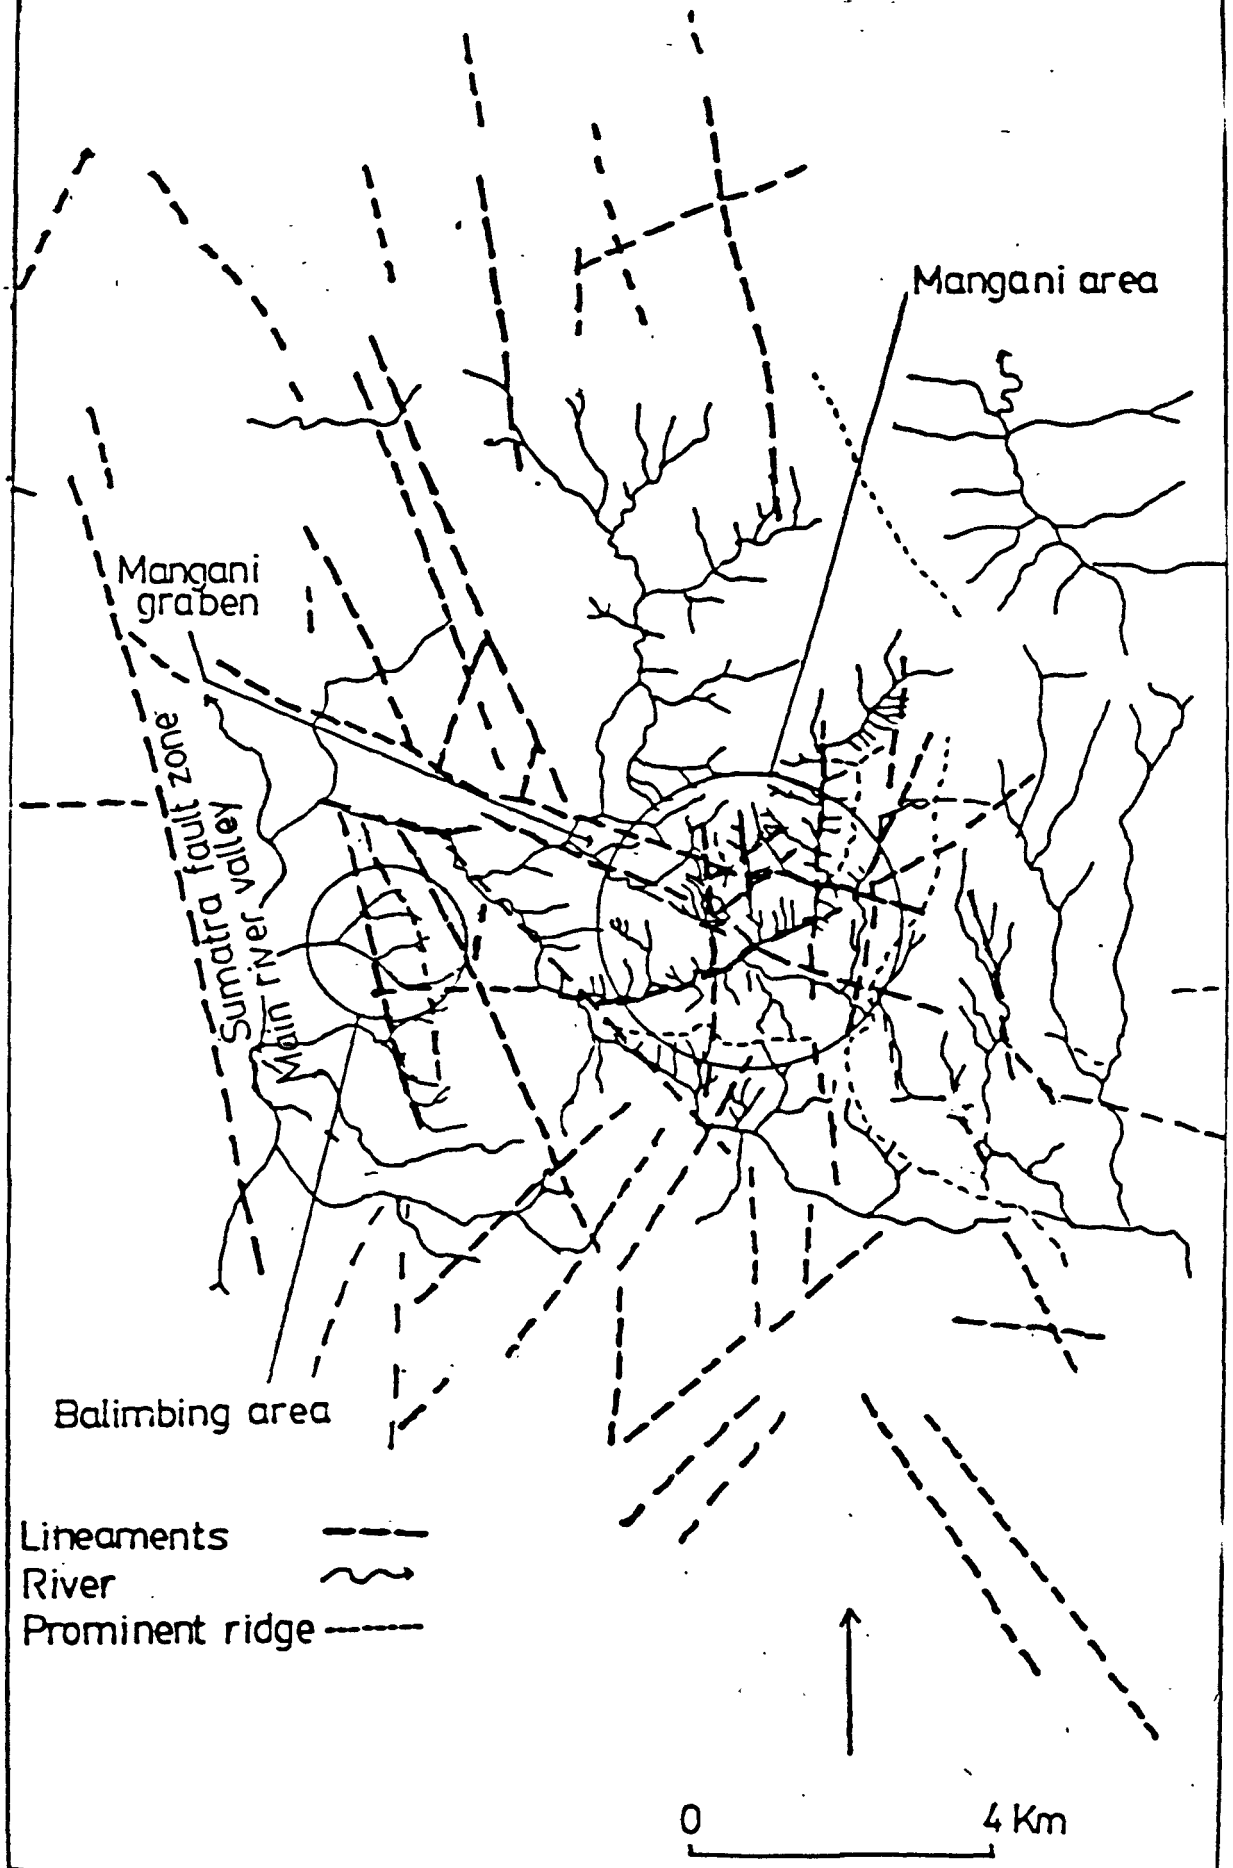 Mangani area
Mangani
graben
Sumatra fault zone
Main river valley
Balimbing area
Lineaments
River
Prominent ridge
0 4 Km